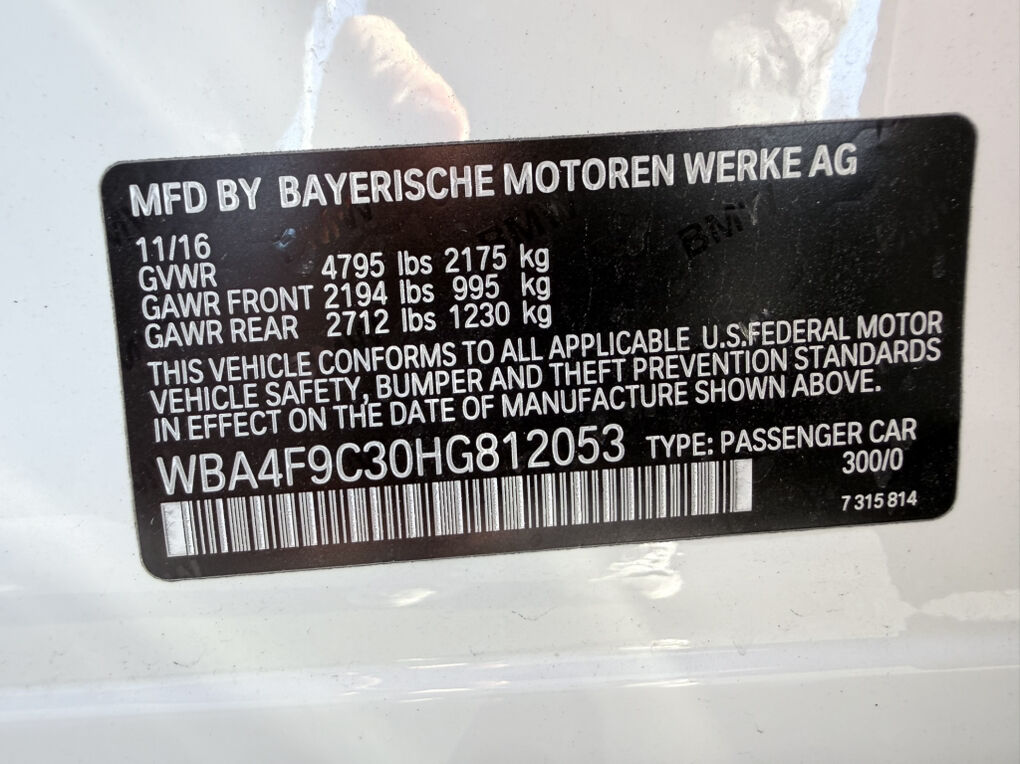 MFD BY BAYERISCHE MOTOREN WERKE AG
11/16
GVWR 4795 lbs 2175 kg
GAWR FRONT 2194 lbs 995 kg
GAWR REAR 2712 lbs 1230 kg
THIS VEHICLE CONFORMS TO ALL APPLICABLE U.S.FEDERAL MOTOR
VEHICLE SAFETY, BUMPER AND THEFT PREVENTION STANDARDS
IN EFFECT ON THE DATE OF MANUFACTURE SHOWN ABOVE.
WBA4F9C30HG812053 TYPE: PASSENGER CAR
300/0
7 315 814
BMW
BMW
BMW